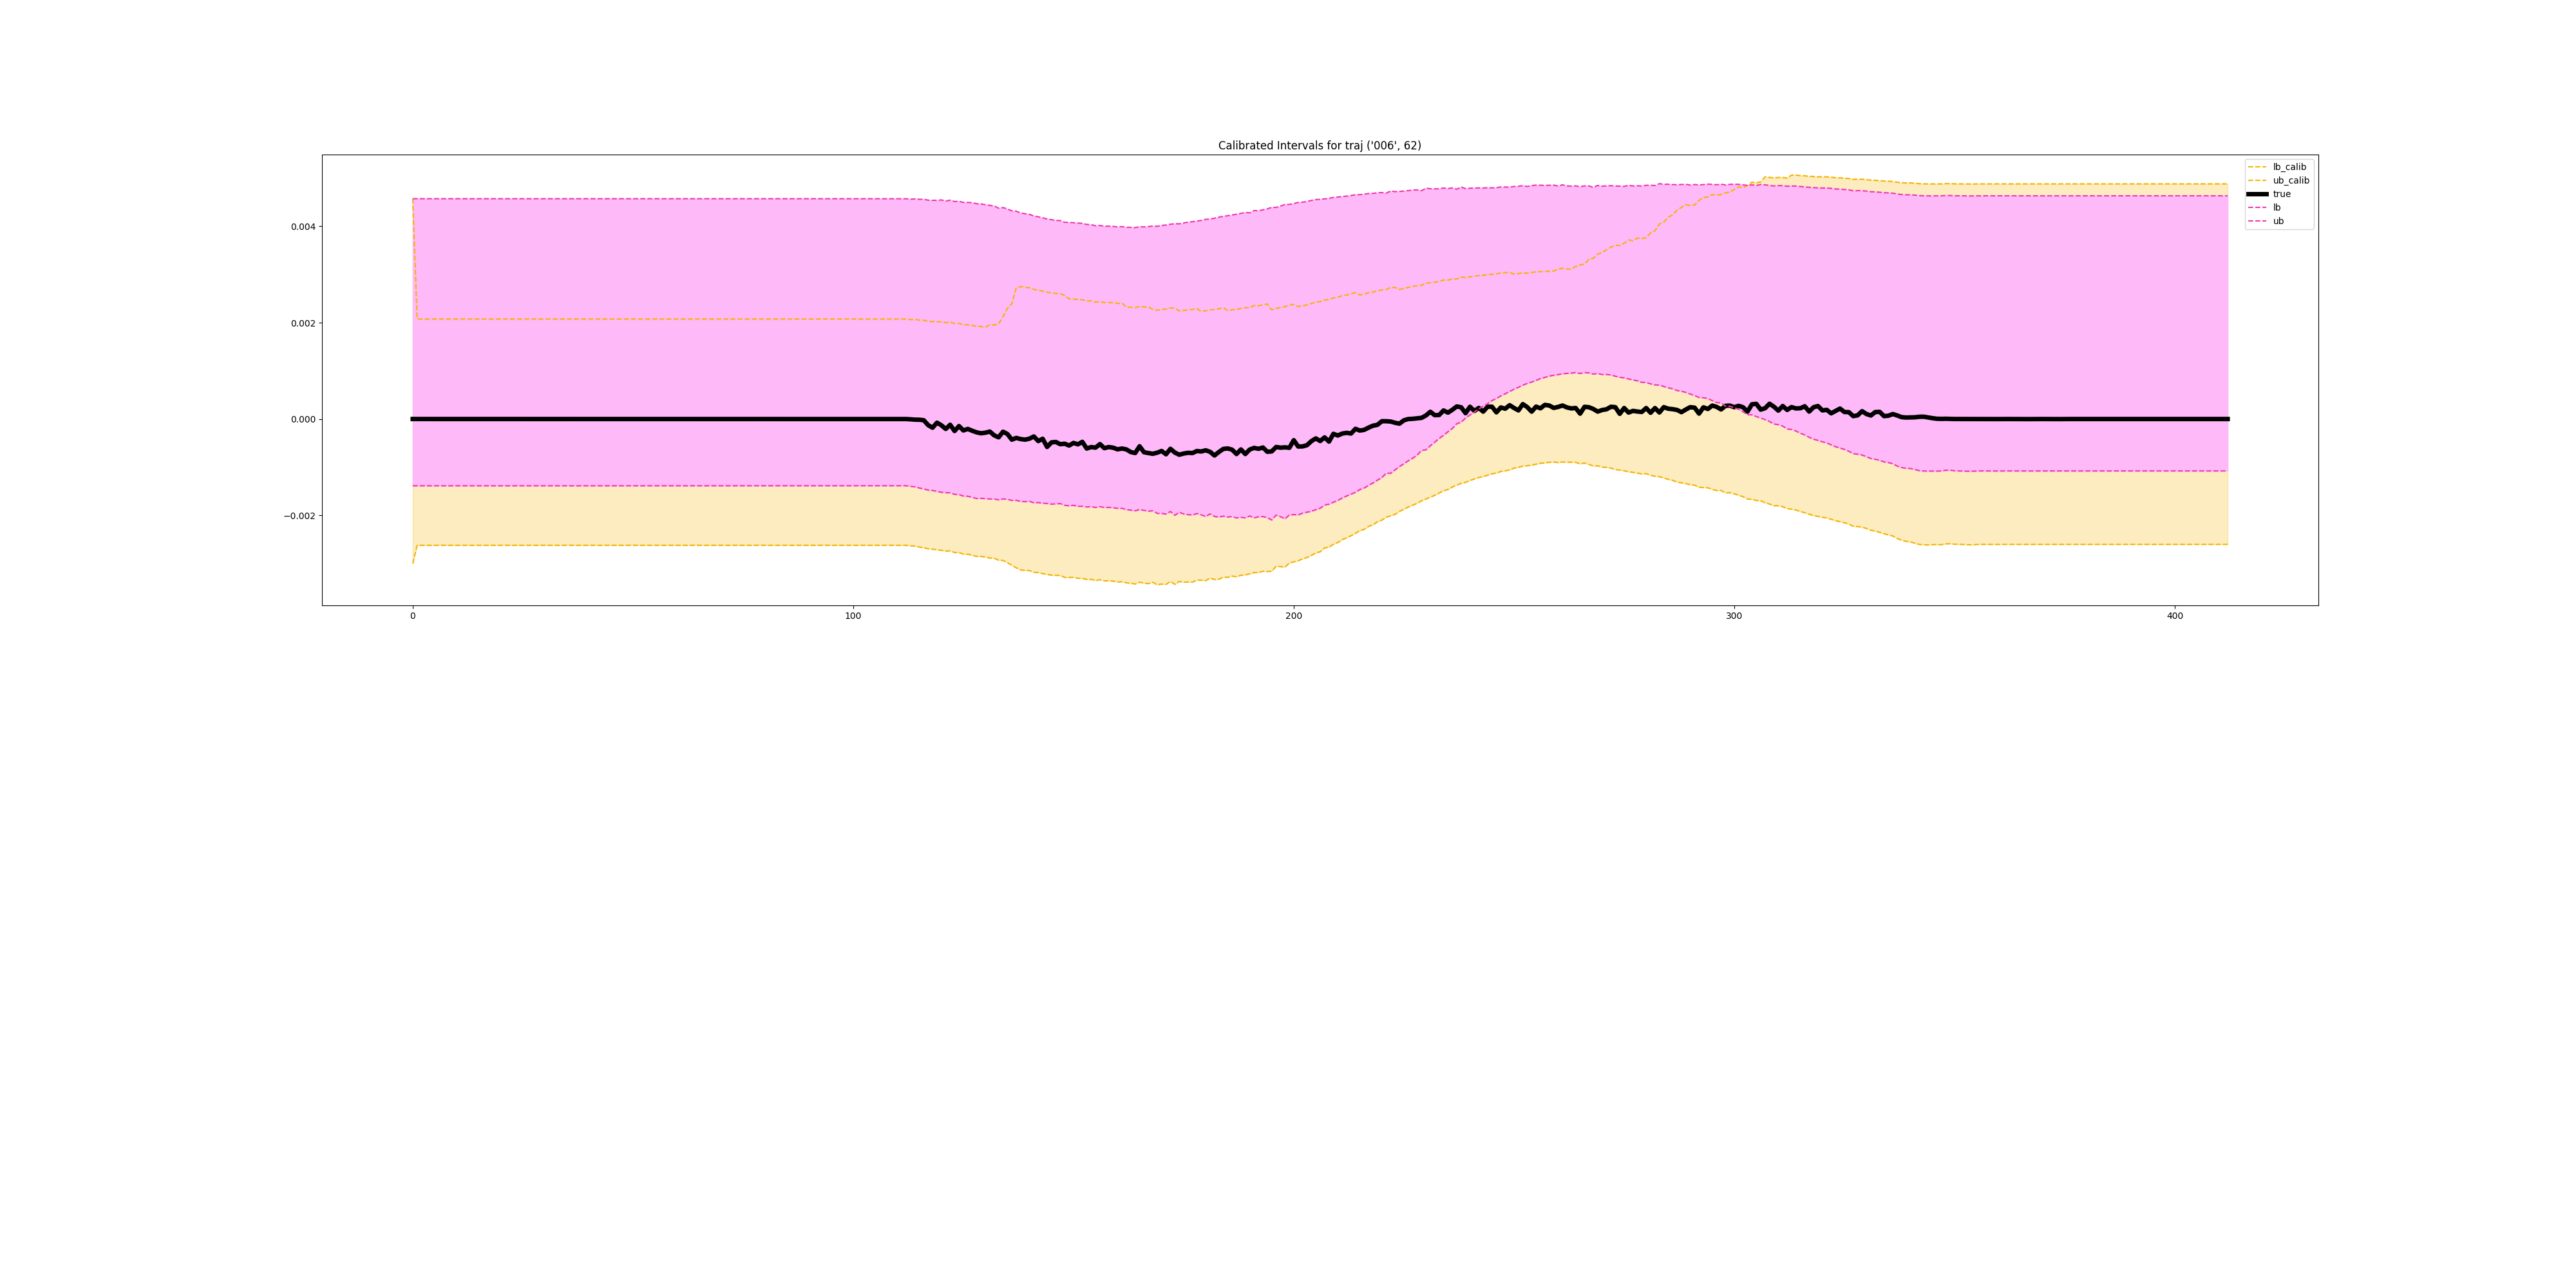 Calibrated Intervals for traj ('006', 62)
lb_calib
ub_calib
true
lb
ub
0.004
0.002
0.000
−0.002
0 100 200 300 400